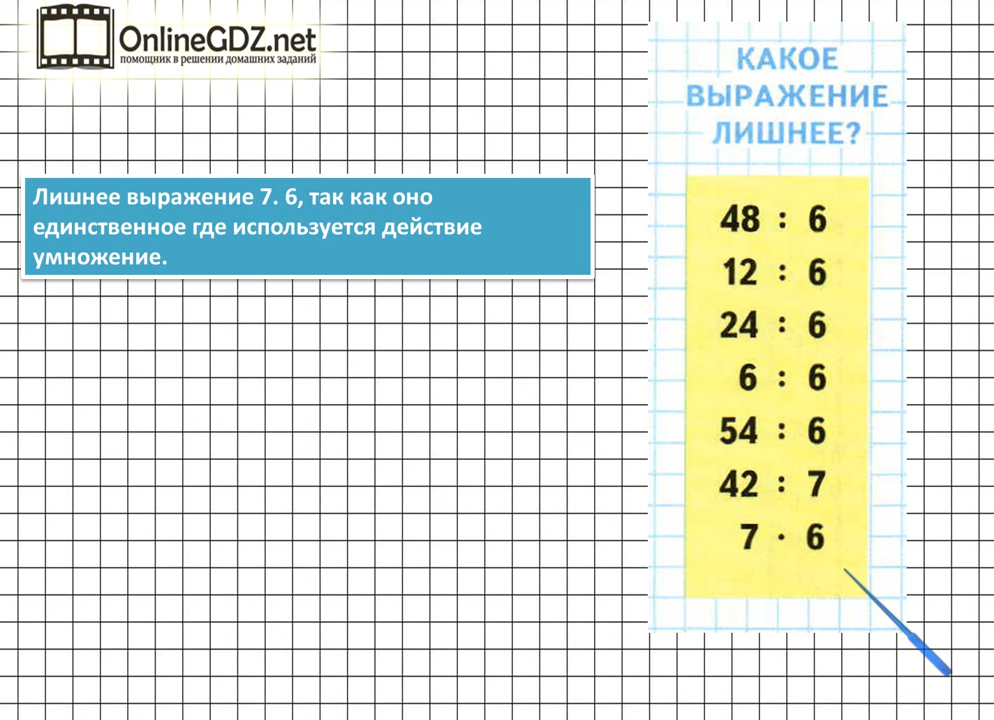 OnlineGDZ.net
помощник в решении домашних заданий
КАКОЕ
ВЫРАЖЕНИЕ
ЛИШНЕЕ?
Лишнее выражение 7. 6, так как оно
единственное где используется действие
умножение.
48 : 6
12 : 6
24 : 6
6 : 6
54 : 6
42 : 7
7 · 6